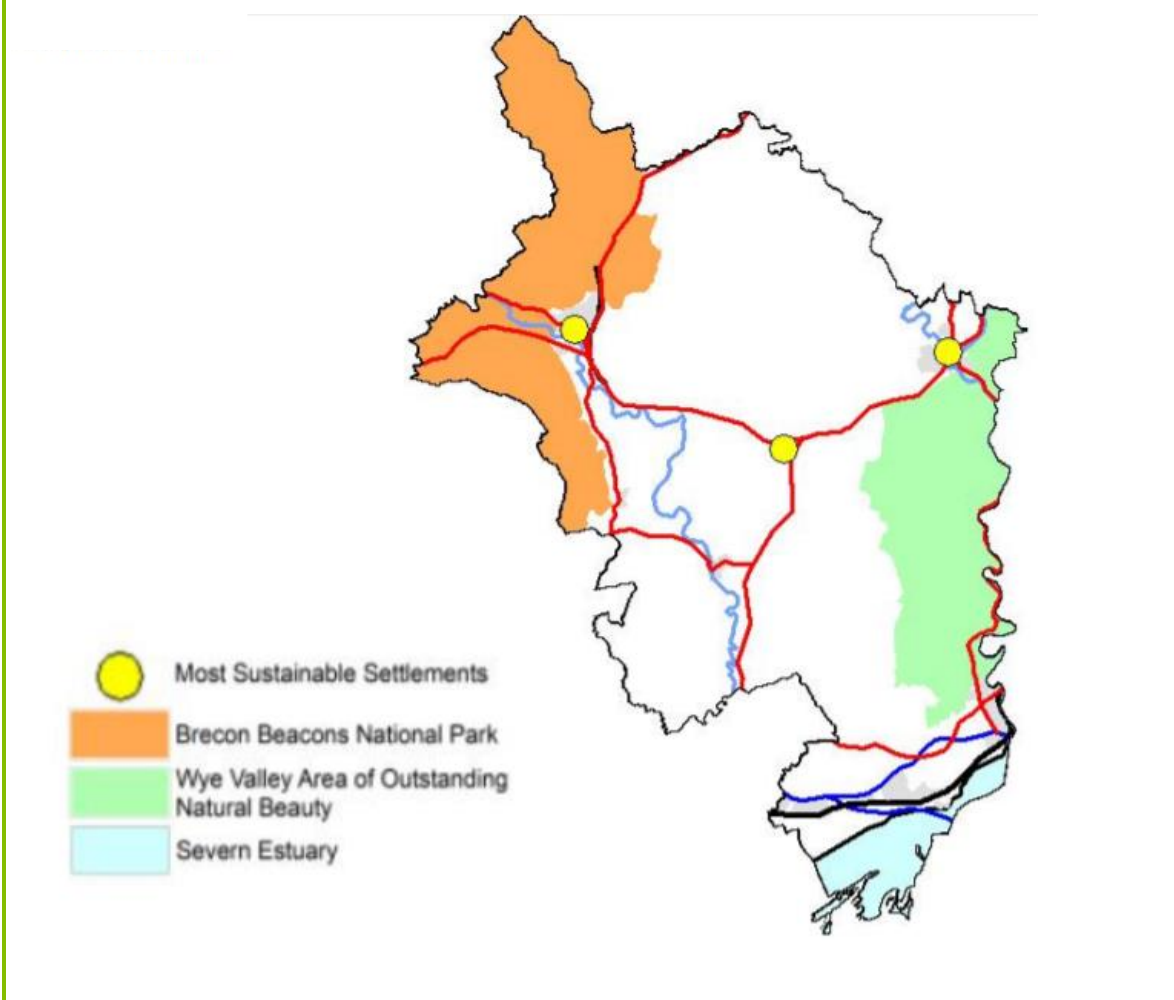 Most Sustainable Settlements
Brecon Beacons National Park
Wye Valley Area of Outstanding
Natural Beauty
Severn Estuary